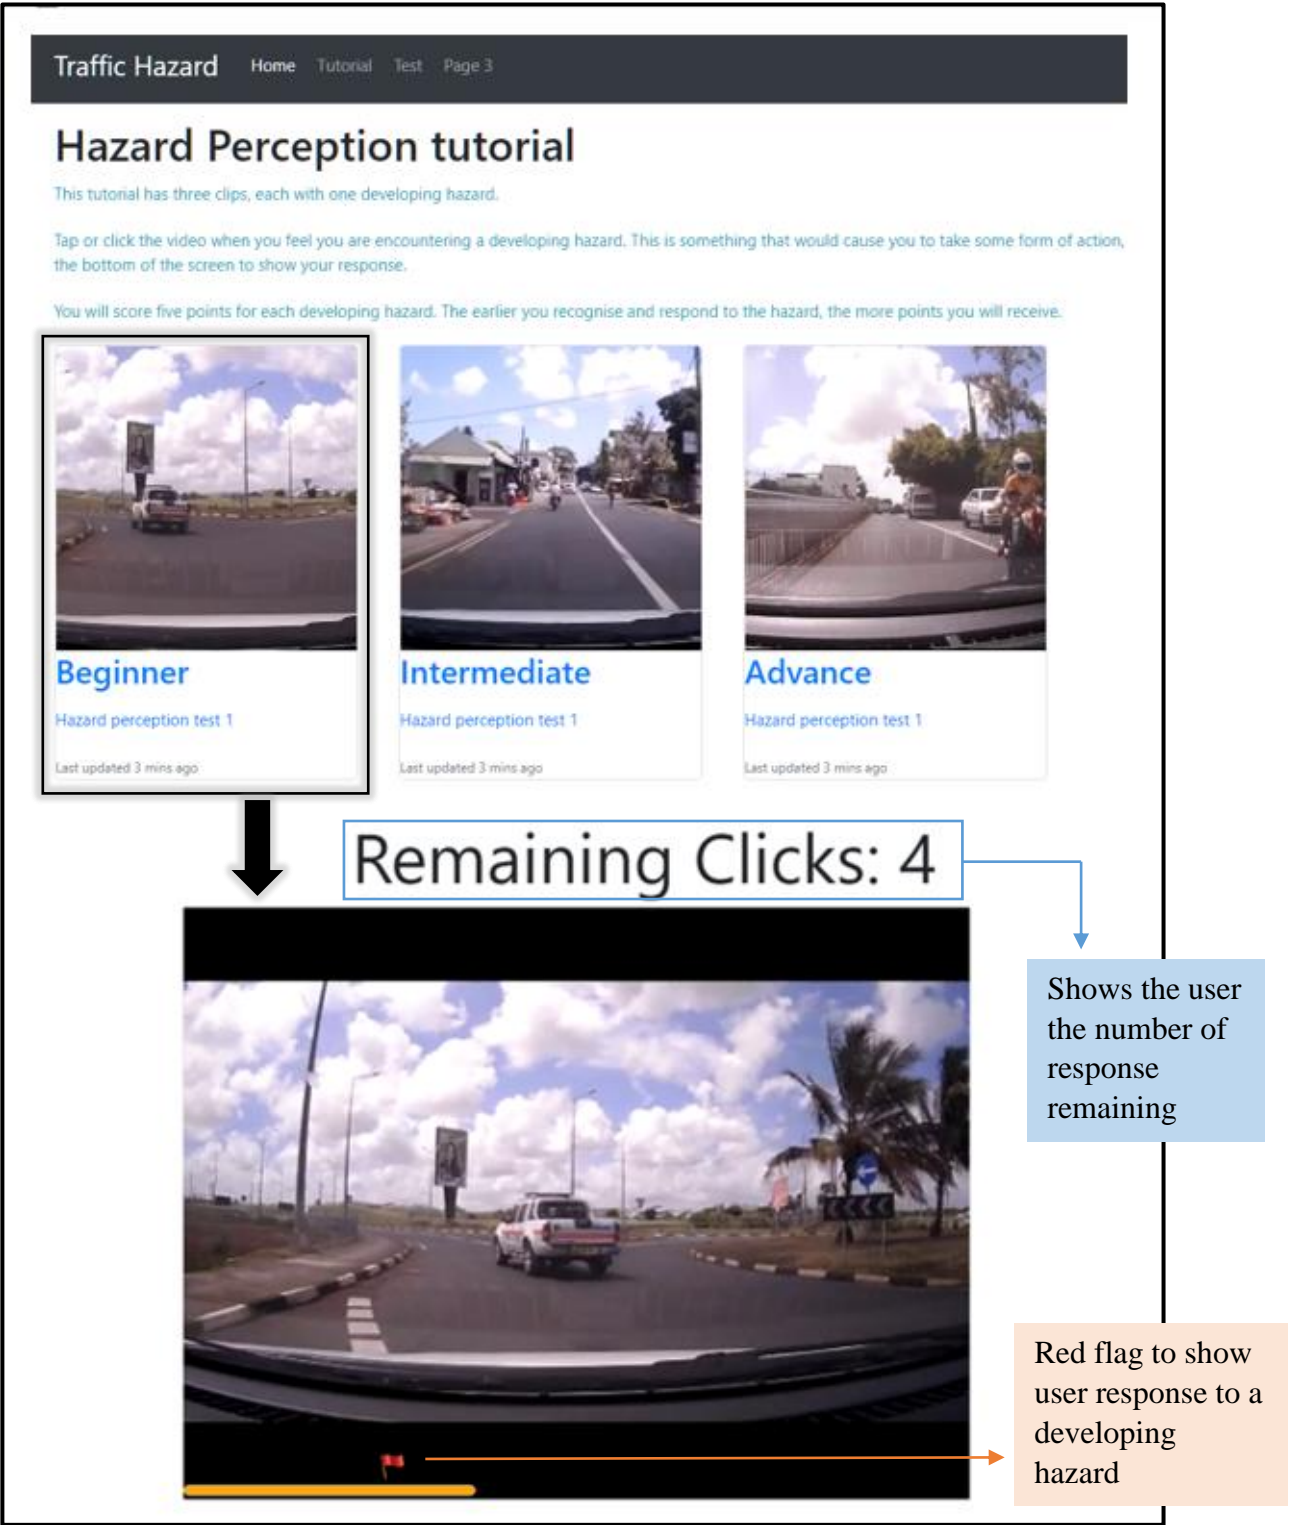 Traffic Hazard Home Tutorial Test Page 3
Hazard Perception tutorial
This tutorial has three clips, each with one developing hazard.
Tap or click the video when you feel you are encountering a developing hazard. This is something that would cause you to take some form of action,
the bottom of the screen to show your response.
You will score five points for each developing hazard. The earlier you recognise and respond to the hazard, the more points you will receive.
Beginner
Hazard perception test 1
Last updated 3 mins ago
Intermediate
Hazard perception test 1
Last updated 3 mins ago
Advance
Hazard perception test 1
Last updated 3 mins ago
Remaining Clicks: 4
Shows the user
the number of
response
remaining
Red flag to show
user response to a
developing
hazard